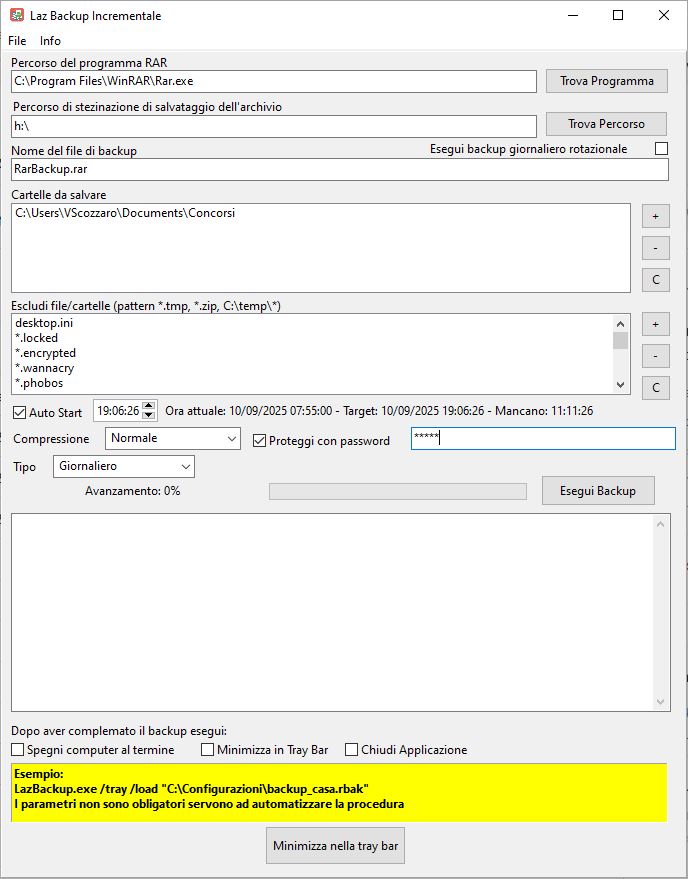 Laz Backup Incrementale
File Info
Percorso del programma RAR
C:\Program Files\WinRAR\Rar.exe
Trova Programma
Percorso di stezinazione di salvataggio dell'archivio
h:\
Trova Percorso
Nome del file di backup
Esegui backup giornaliero rotazionale
RarBackup.rar
Cartelle da salvare
C:\Users\VScozzaro\Documents\Concorsi
+
-
C
Escludi file/cartelle (pattern *.tmp, *.zip, C:\temp\*)
desktop.ini
*.locked
*.encrypted
*.wannacry
*.phobos
+
-
C
Auto Start 19:06:26 Ora attuale: 10/09/2025 07:55:00 - Target: 10/09/2025 19:06:26 - Mancano: 11:11:26
Compressione Normale Proteggi con password *****
Tipo Giornaliero
Avanzamento: 0% Esegui Backup
Dopo aver complemato il backup esegui:
Spegni computer al termine Minimizza in Tray Bar Chiudi Applicazione
Esempio:
LazBackup.exe /tray /load "C:\Configurazioni\backup_casa.rbak"
I parametri non sono obligatori servono ad automatizzare la procedura
Minimizza nella tray bar